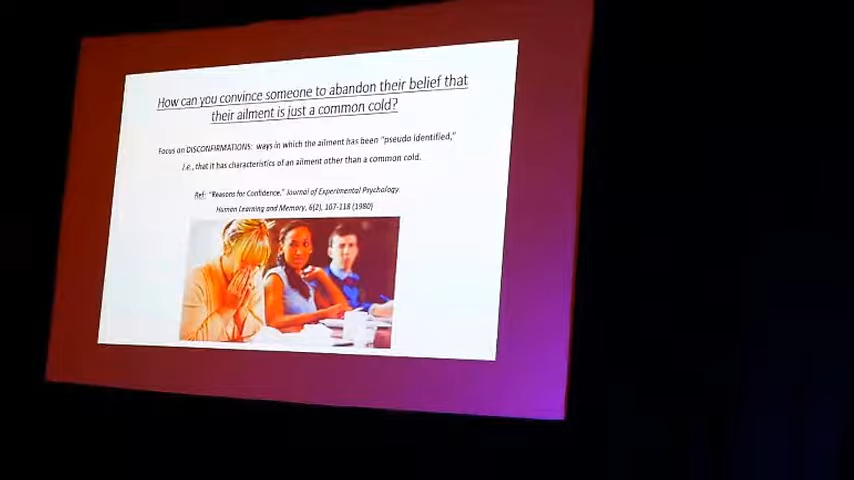 How can you convince someone to abandon their belief that
their ailment is just a common cold?
Focus on DISCONFIRMATIONS: ways in which the ailment has been "pseudo identified,"
i.e., that it has characteristics of an ailment other than a common cold.
Ref: "Reasons for Confidence," Journal of Experimental Psychology
Human Learning and Memory, 6(2), 107-118 (1980)